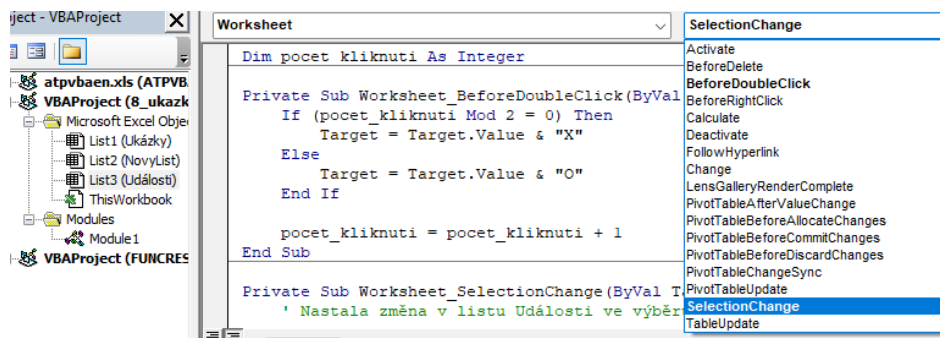 ject - VBAProject
Worksheet
SelectionChange
atpvbaen.xls (ATPVB
VBAProject (8_ukazk
Microsoft Excel Obje
List1 (Ukázky)
List2 (NovyList)
List3 (Události)
ThisWorkbook
Modules
Module1
VBAProject (FUNCRES
Dim pocet_kliknuti As Integer
Private Sub Worksheet_BeforeDoubleClick(ByVal
If (pocet_kliknuti Mod 2 = 0) Then
Target = Target.Value & "X"
Else
Target = Target.Value & "O"
End If
pocet_kliknuti = pocet_kliknuti + 1
End Sub
Private Sub Worksheet_SelectionChange(ByVal T
' Nastala změna v listu Události ve výběr
Activate
BeforeDelete
BeforeDoubleClick
BeforeRightClick
Calculate
Deactivate
FollowHyperlink
Change
LensGalleryRenderComplete
PivotTableAfterValueChange
PivotTableBeforeAllocateChanges
PivotTableBeforeCommitChanges
PivotTableBeforeDiscardChanges
PivotTableChangeSync
PivotTableUpdate
SelectionChange
TableUpdate